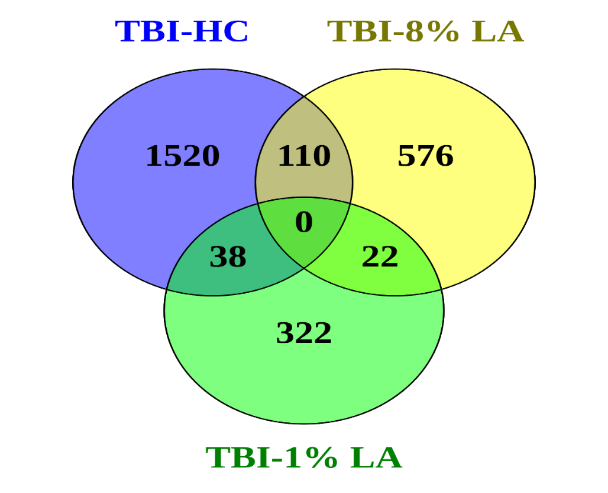 TBI-HC TBI-8% LA
1520 110 576
0
38 22
322
TBI-1% LA